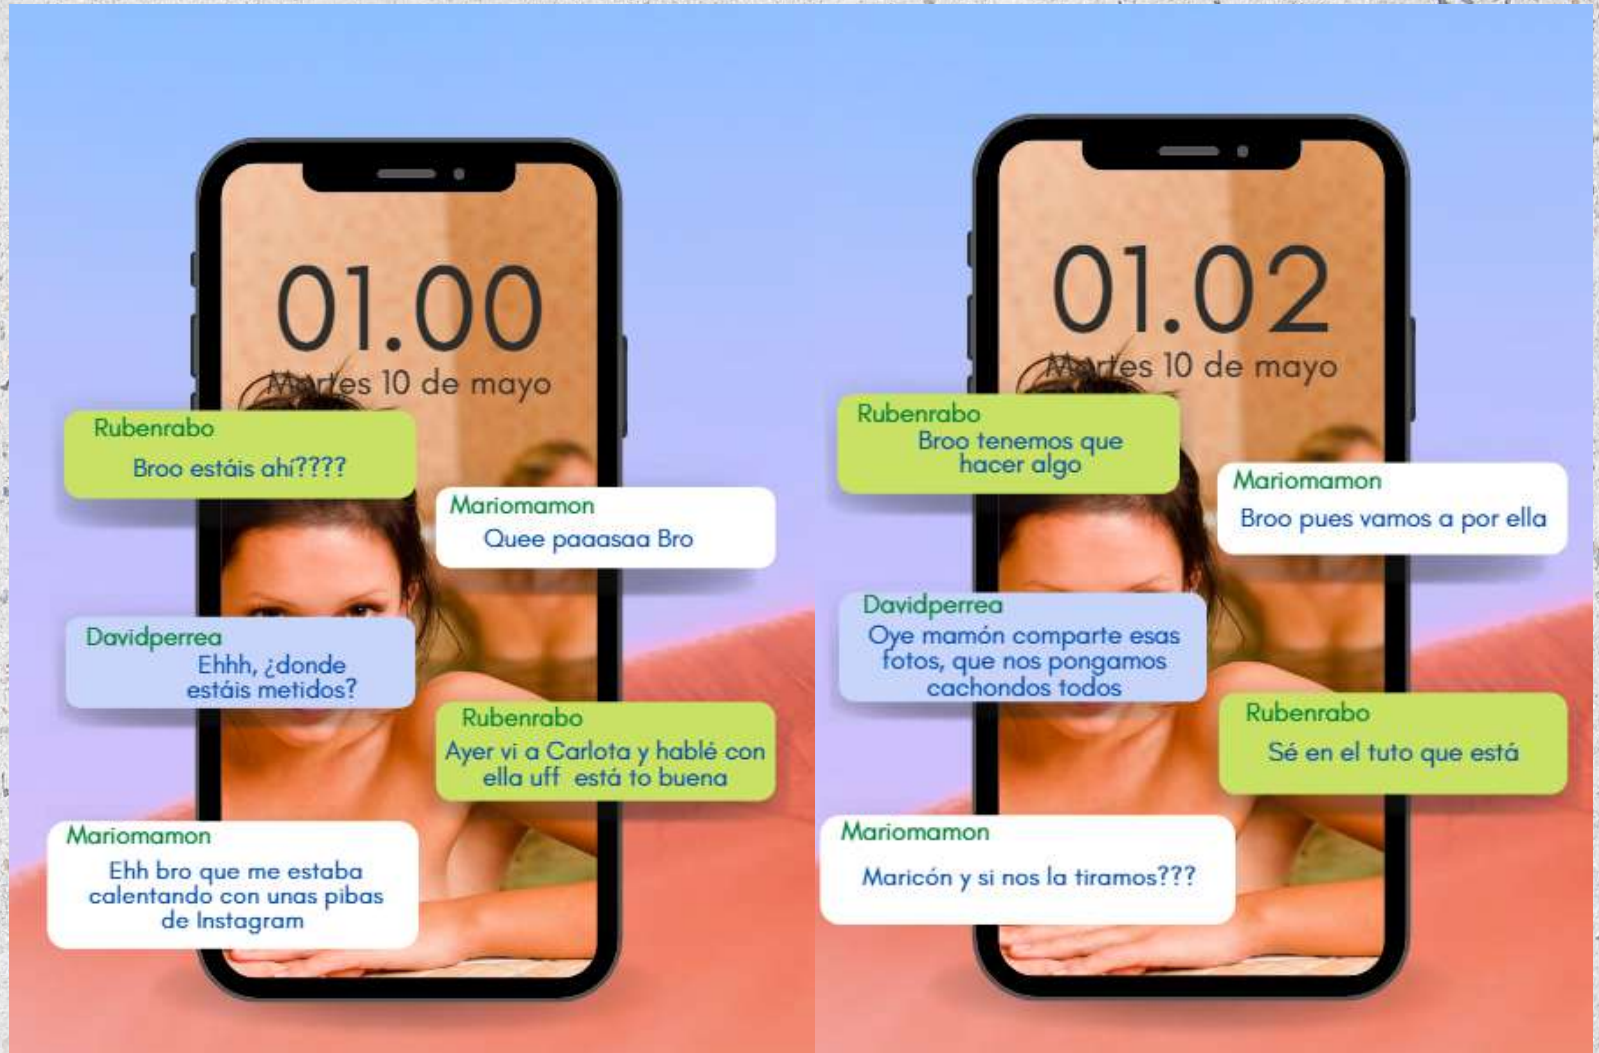 01.00
Martes 10 de mayo
Rubenrabo
Broo estáis ahí????
Mariomamon
Quee paaasaa Bro
Davidperrea
Ehhh, ¿donde
estáis metidos?
Rubenrabo
Ayer vi a Carlota y hablé con
ella uff está to buena
Mariomamon
Ehh bro que me estaba
calentando con unas pibas
de Instagram
01.02
Martes 10 de mayo
Rubenrabo
Broo tenemos que
hacer algo
Mariomamon
Broo pues vamos a por ella
Davidperrea
Oye mamón comparte esas
fotos, que nos pongamos
cachondos todos
Rubenrabo
Sé en el tuto que está
Mariomamon
Maricón y si nos la tiramos???